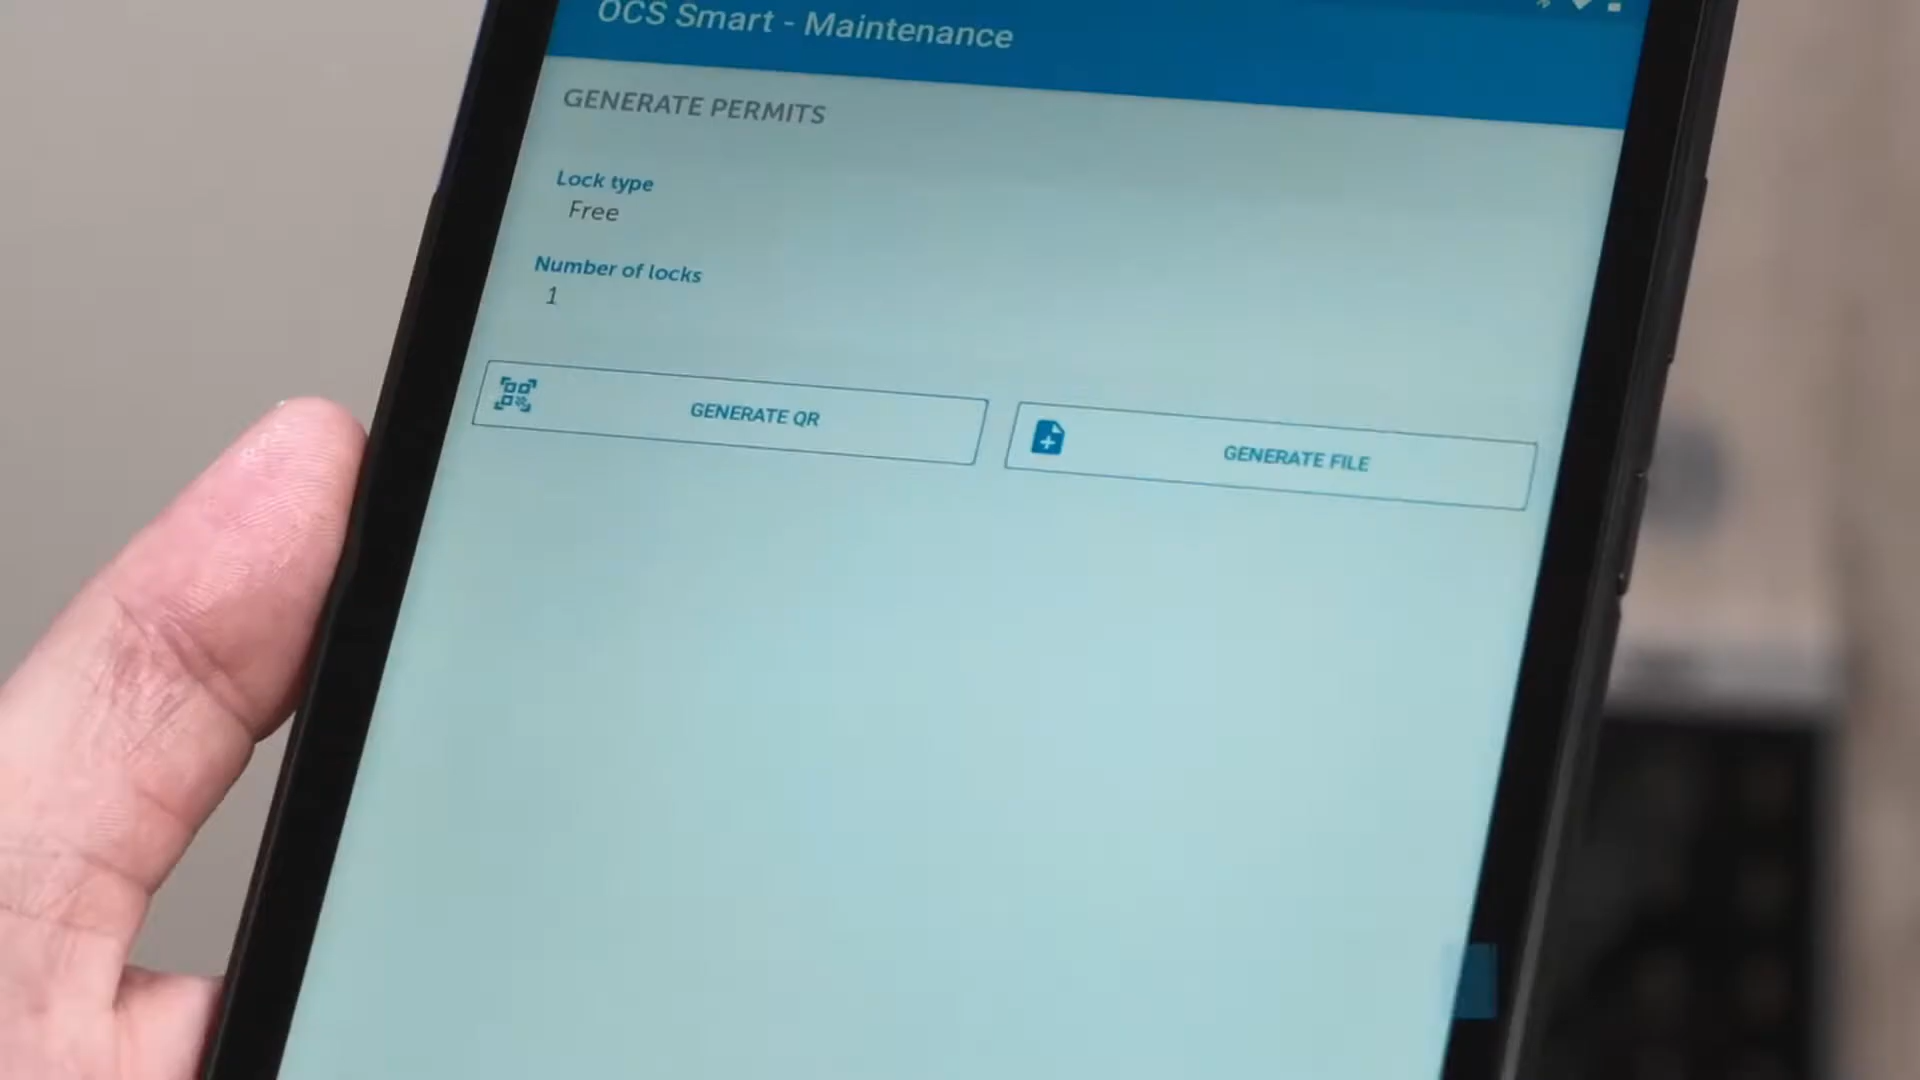 OCS Smart - Maintenance
GENERATE PERMITS
Lock type
Free
Number of locks
1
GENERATE QR
GENERATE FILE